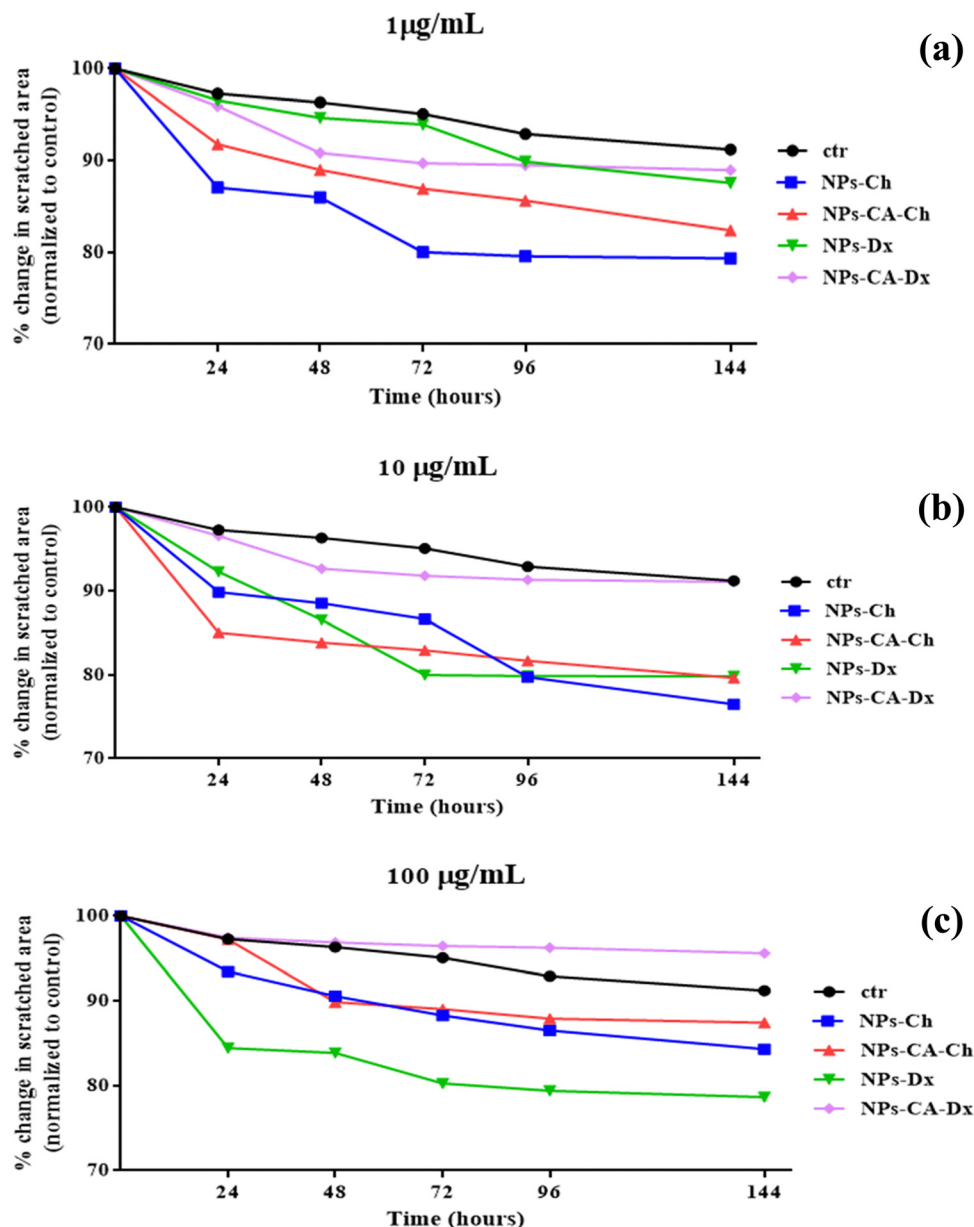 1µg/mL
(a)
% change in scratched area
(normalized to control)
100
90
80
70
24 48 72 96 144
Time (hours)
ctr
NPs-Ch
NPs-CA-Ch
NPs-Dx
NPs-CA-Dx
10 µg/mL
(b)
% change in scratched area
(normalized to control)
100
90
80
70
24 48 72 96 144
Time (hours)
ctr
NPs-Ch
NPs-CA-Ch
NPs-Dx
NPs-CA-Dx
100 µg/mL
(c)
% change in scratched area
(normalized to control)
100
90
80
70
24 48 72 96 144
Time (hours)
ctr
NPs-Ch
NPs-CA-Ch
NPs-Dx
NPs-CA-Dx